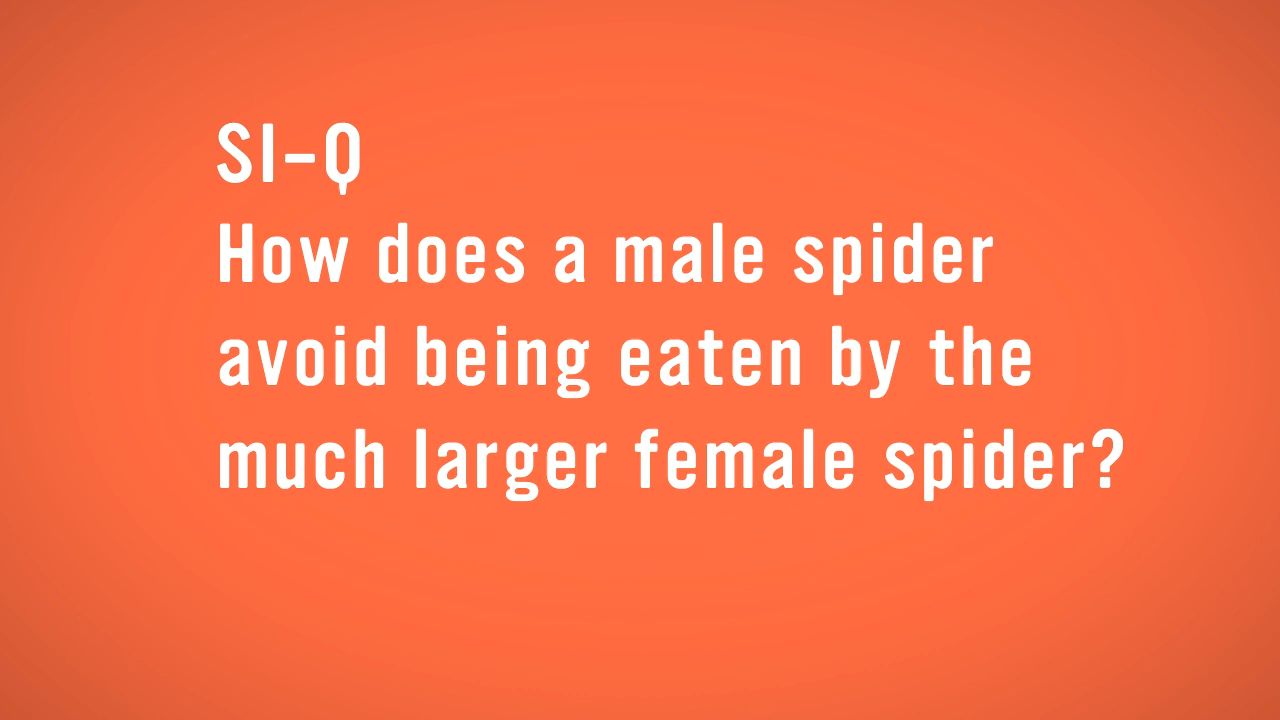 SI-Q
How does a male spider
avoid being eaten by the
much larger female spider?